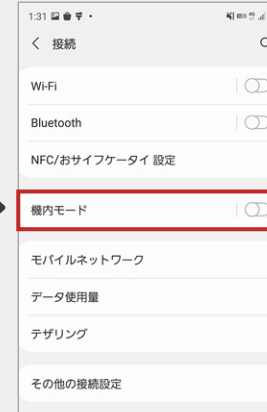 1:31
接続
Wi-Fi
Bluetooth
NFC/おサイフケータイ 設定
機内モード
モバイルネットワーク
データ使用量
テザリング
その他の接続設定